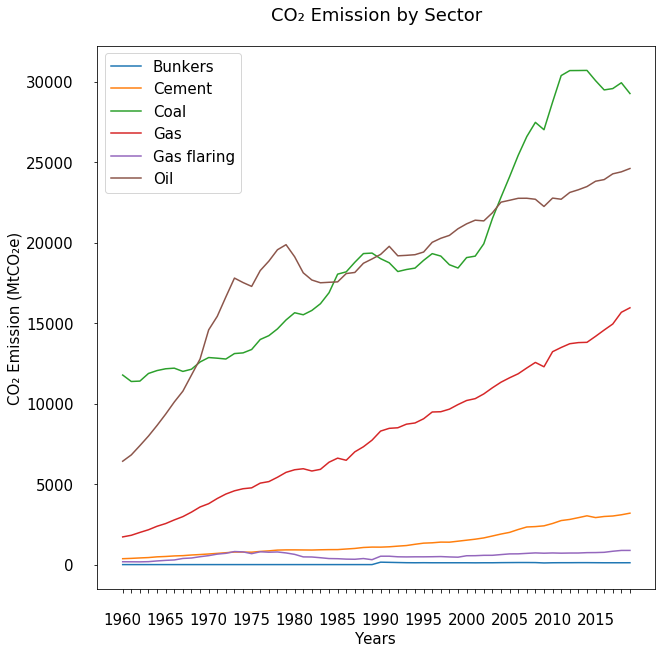 CO₂ Emission by Sector
Bunkers
Cement
Coal
Gas
Gas flaring
Oil
CO₂ Emission (MtCO₂e)
30000
25000
20000
15000
10000
5000
0
1960 1965 1970 1975 1980 1985 1990 1995 2000 2005 2010 2015
Years